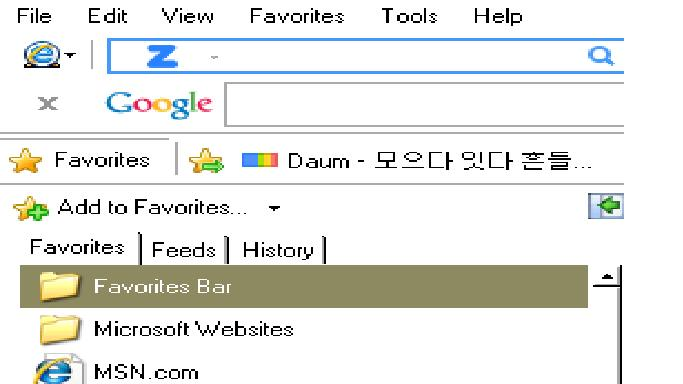 File Edit View Favorites Tools Help
Z
x Google
Favorites Daum - 모으다 잇다 흔들...
Add to Favorites...
Favorites Feeds History
Favorites Bar
Microsoft Websites
MSN.com